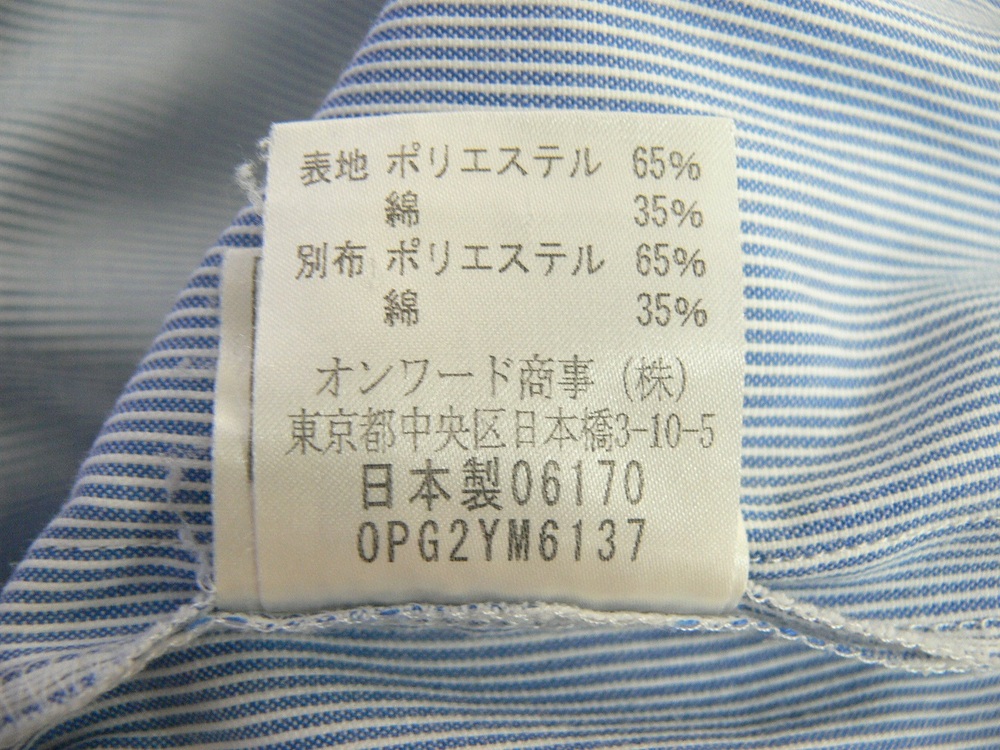 表地 ポリエステル 65%
綿 35%
別布 ポリエステル 65%
綿 35%
オンワード商事 (株)
東京都中央区日本橋3-10-5
日本製06170
OPG2YM6137